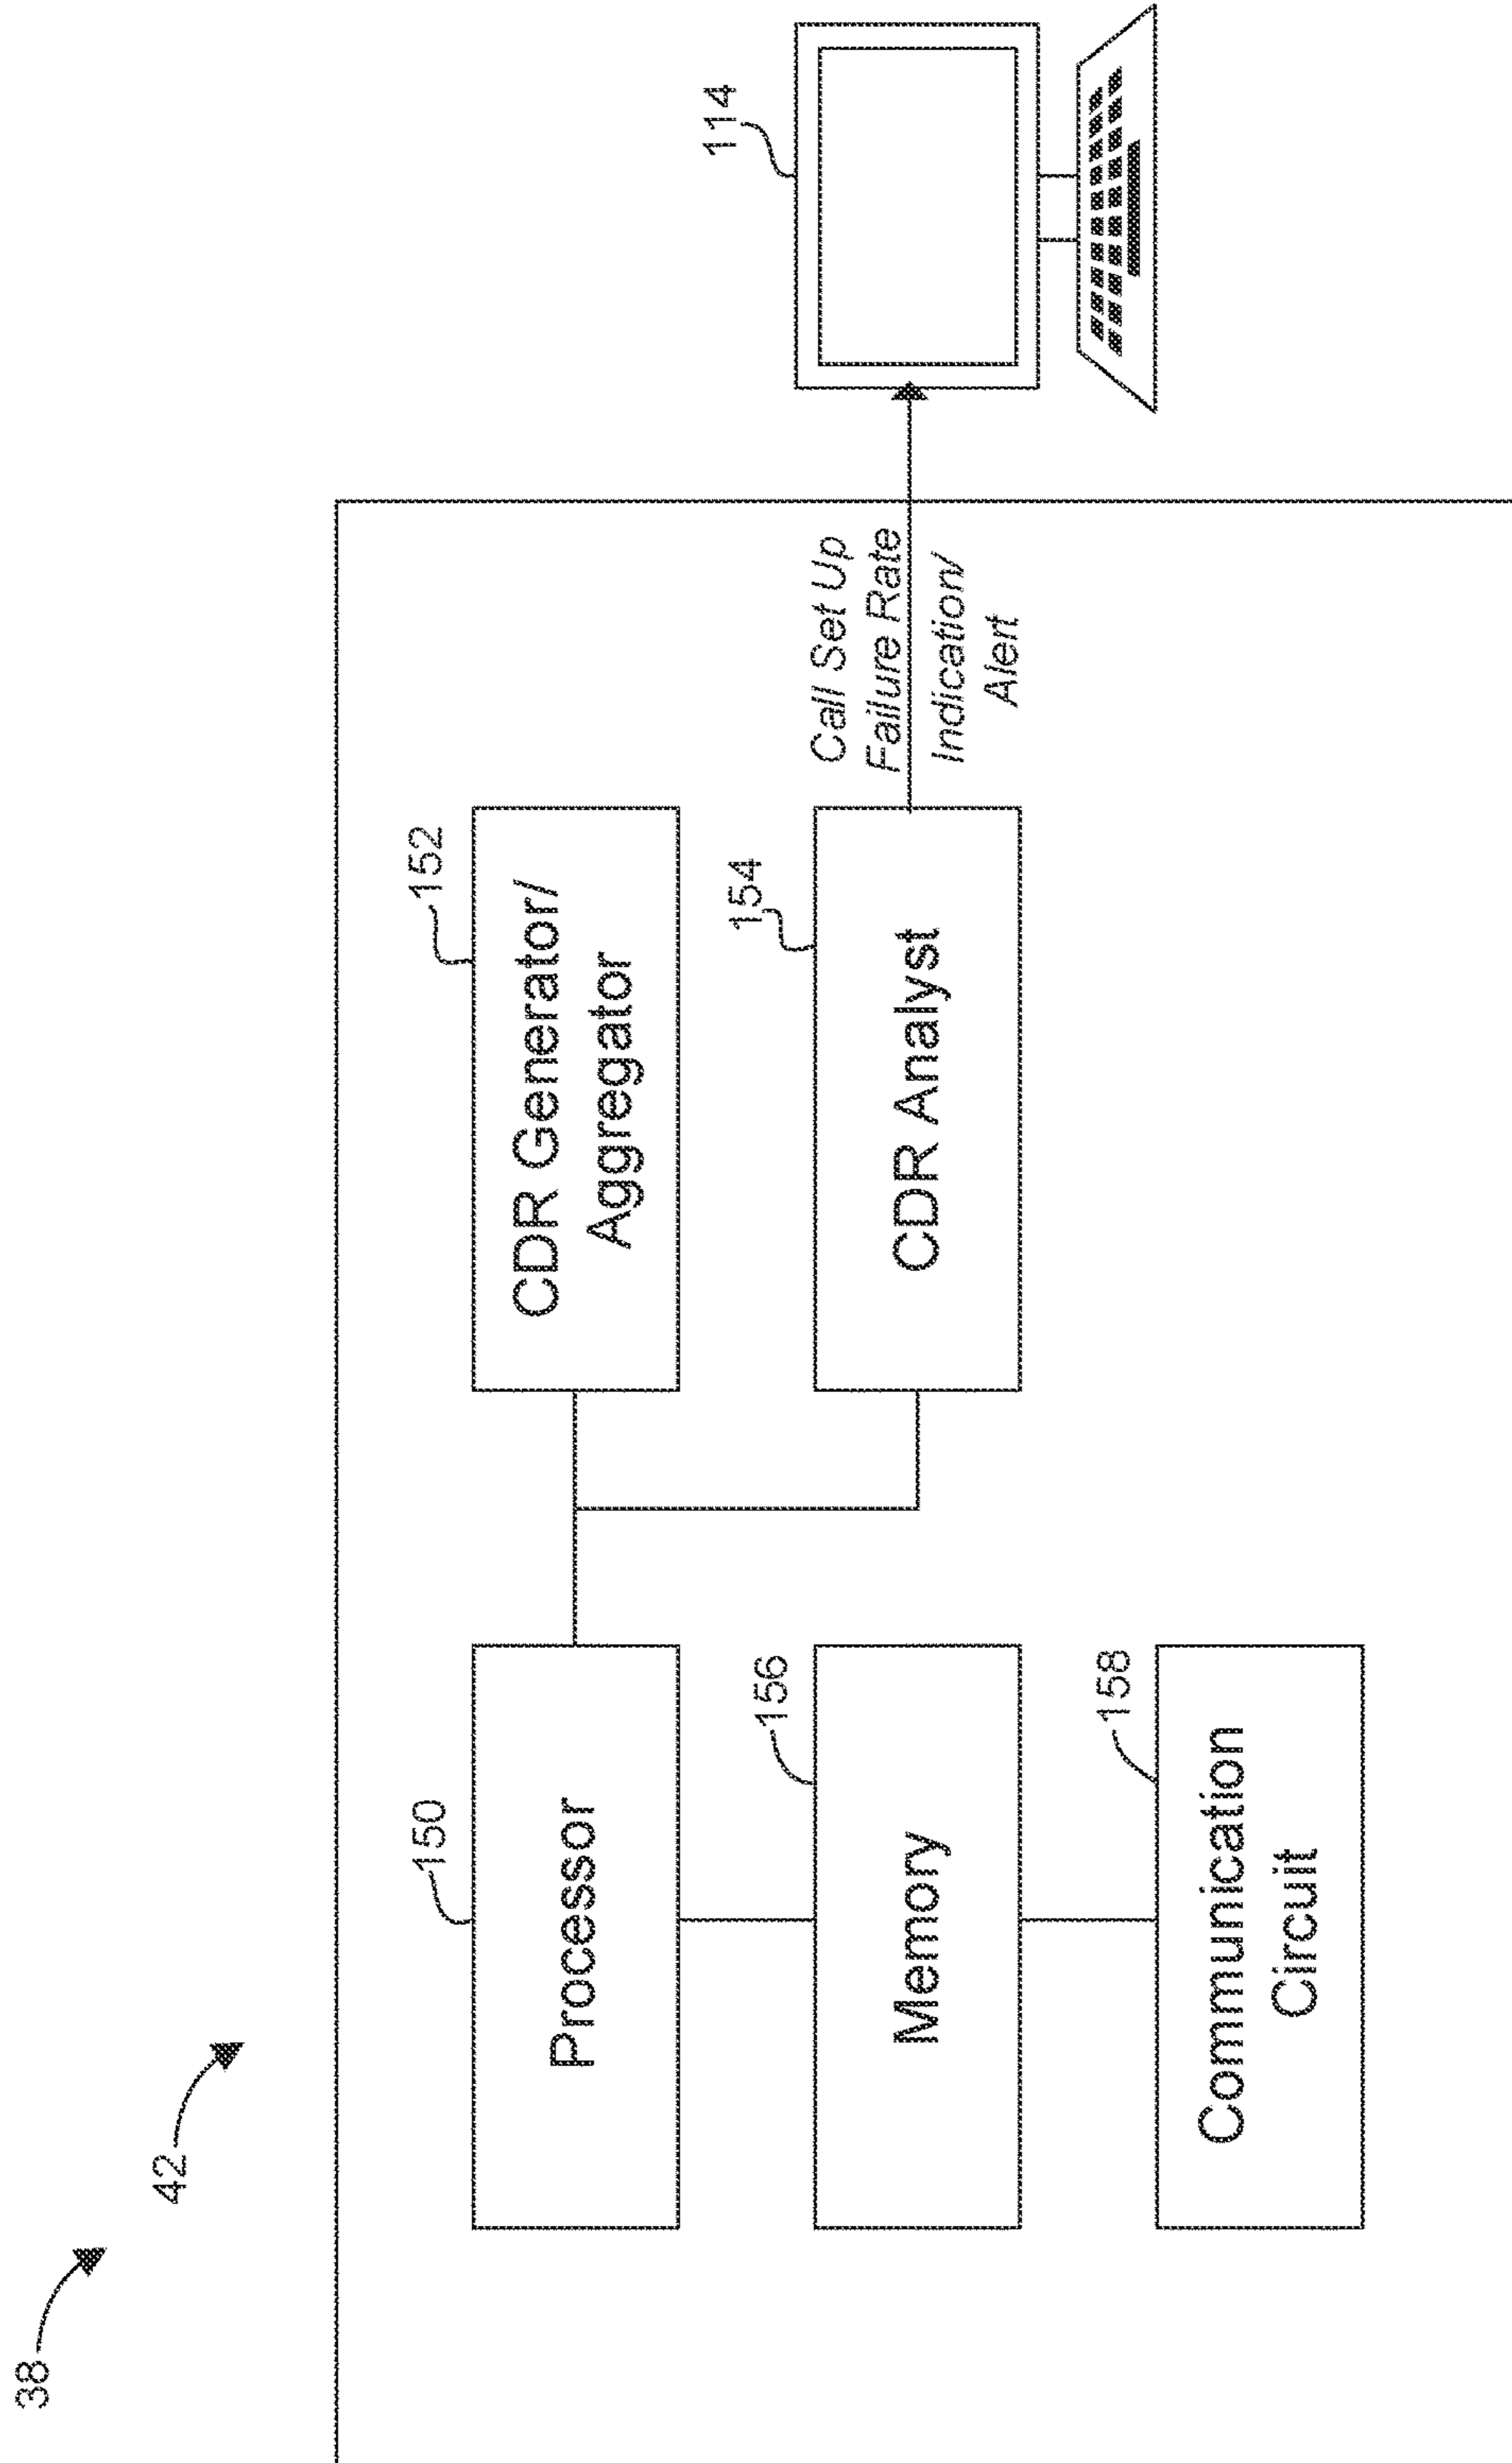 38
42
150
Processor
152
CDR Generator/
Aggregator
156
Memory
154
CDR Analyst
Call Set Up
Failure Rate
Indication/
Alert
114
158
Communication
Circuit